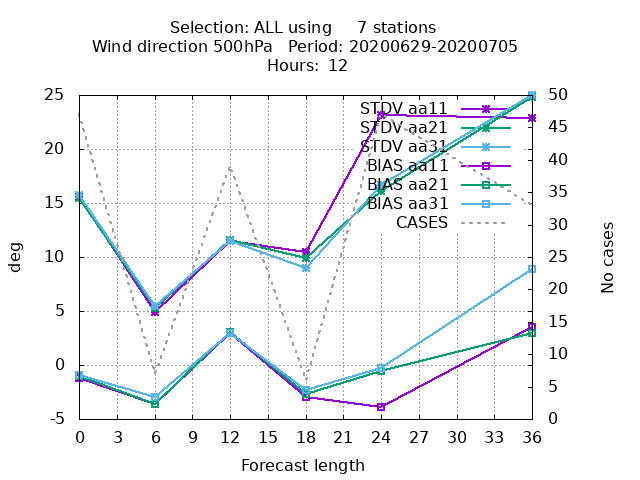 Selection: ALL using 7 stations
Wind direction 500hPa Period: 20200629-20200705
Hours: 12
STDV aa11
STDV aa21
STDV aa31
BIAS aa11
BIAS aa21
BIAS aa31
CASES
25
20
15
10
5
0
-5
deg
50
45
40
35
30
25
20
15
10
5
0
No cases
0 3 6 9 12 15 18 21 24 27 30 33 36
Forecast length